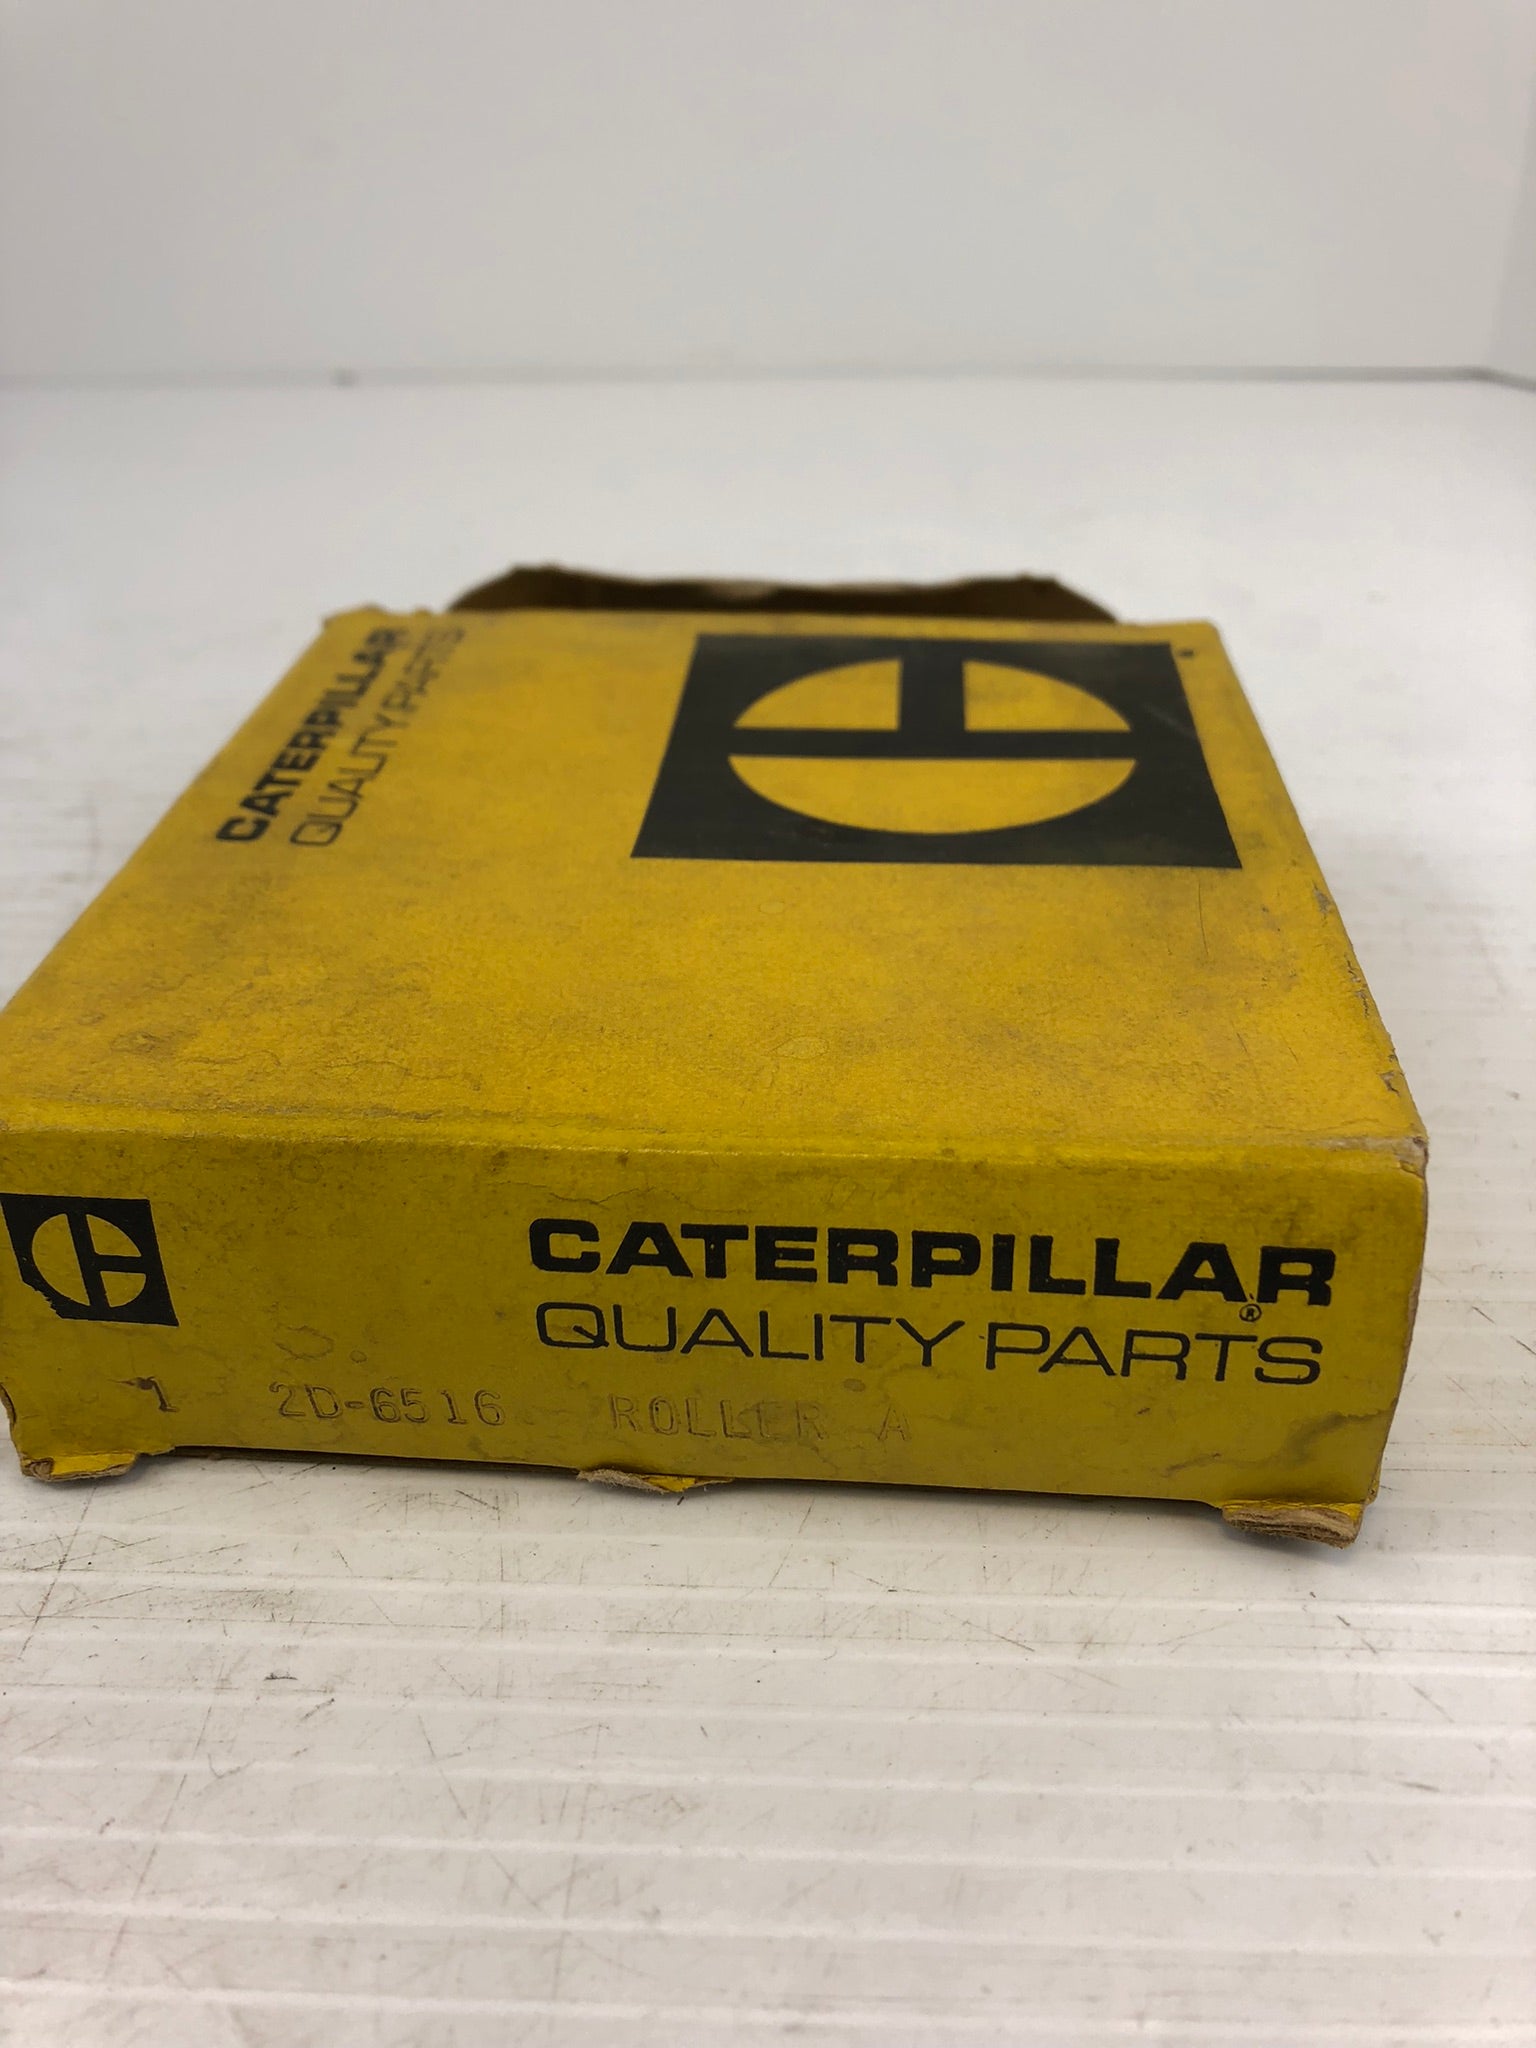 CATERPILLAR
QUALITY PARTS
CATERPILLAR
®
QUALITY PARTS
1 2D-6516 ROLLER A